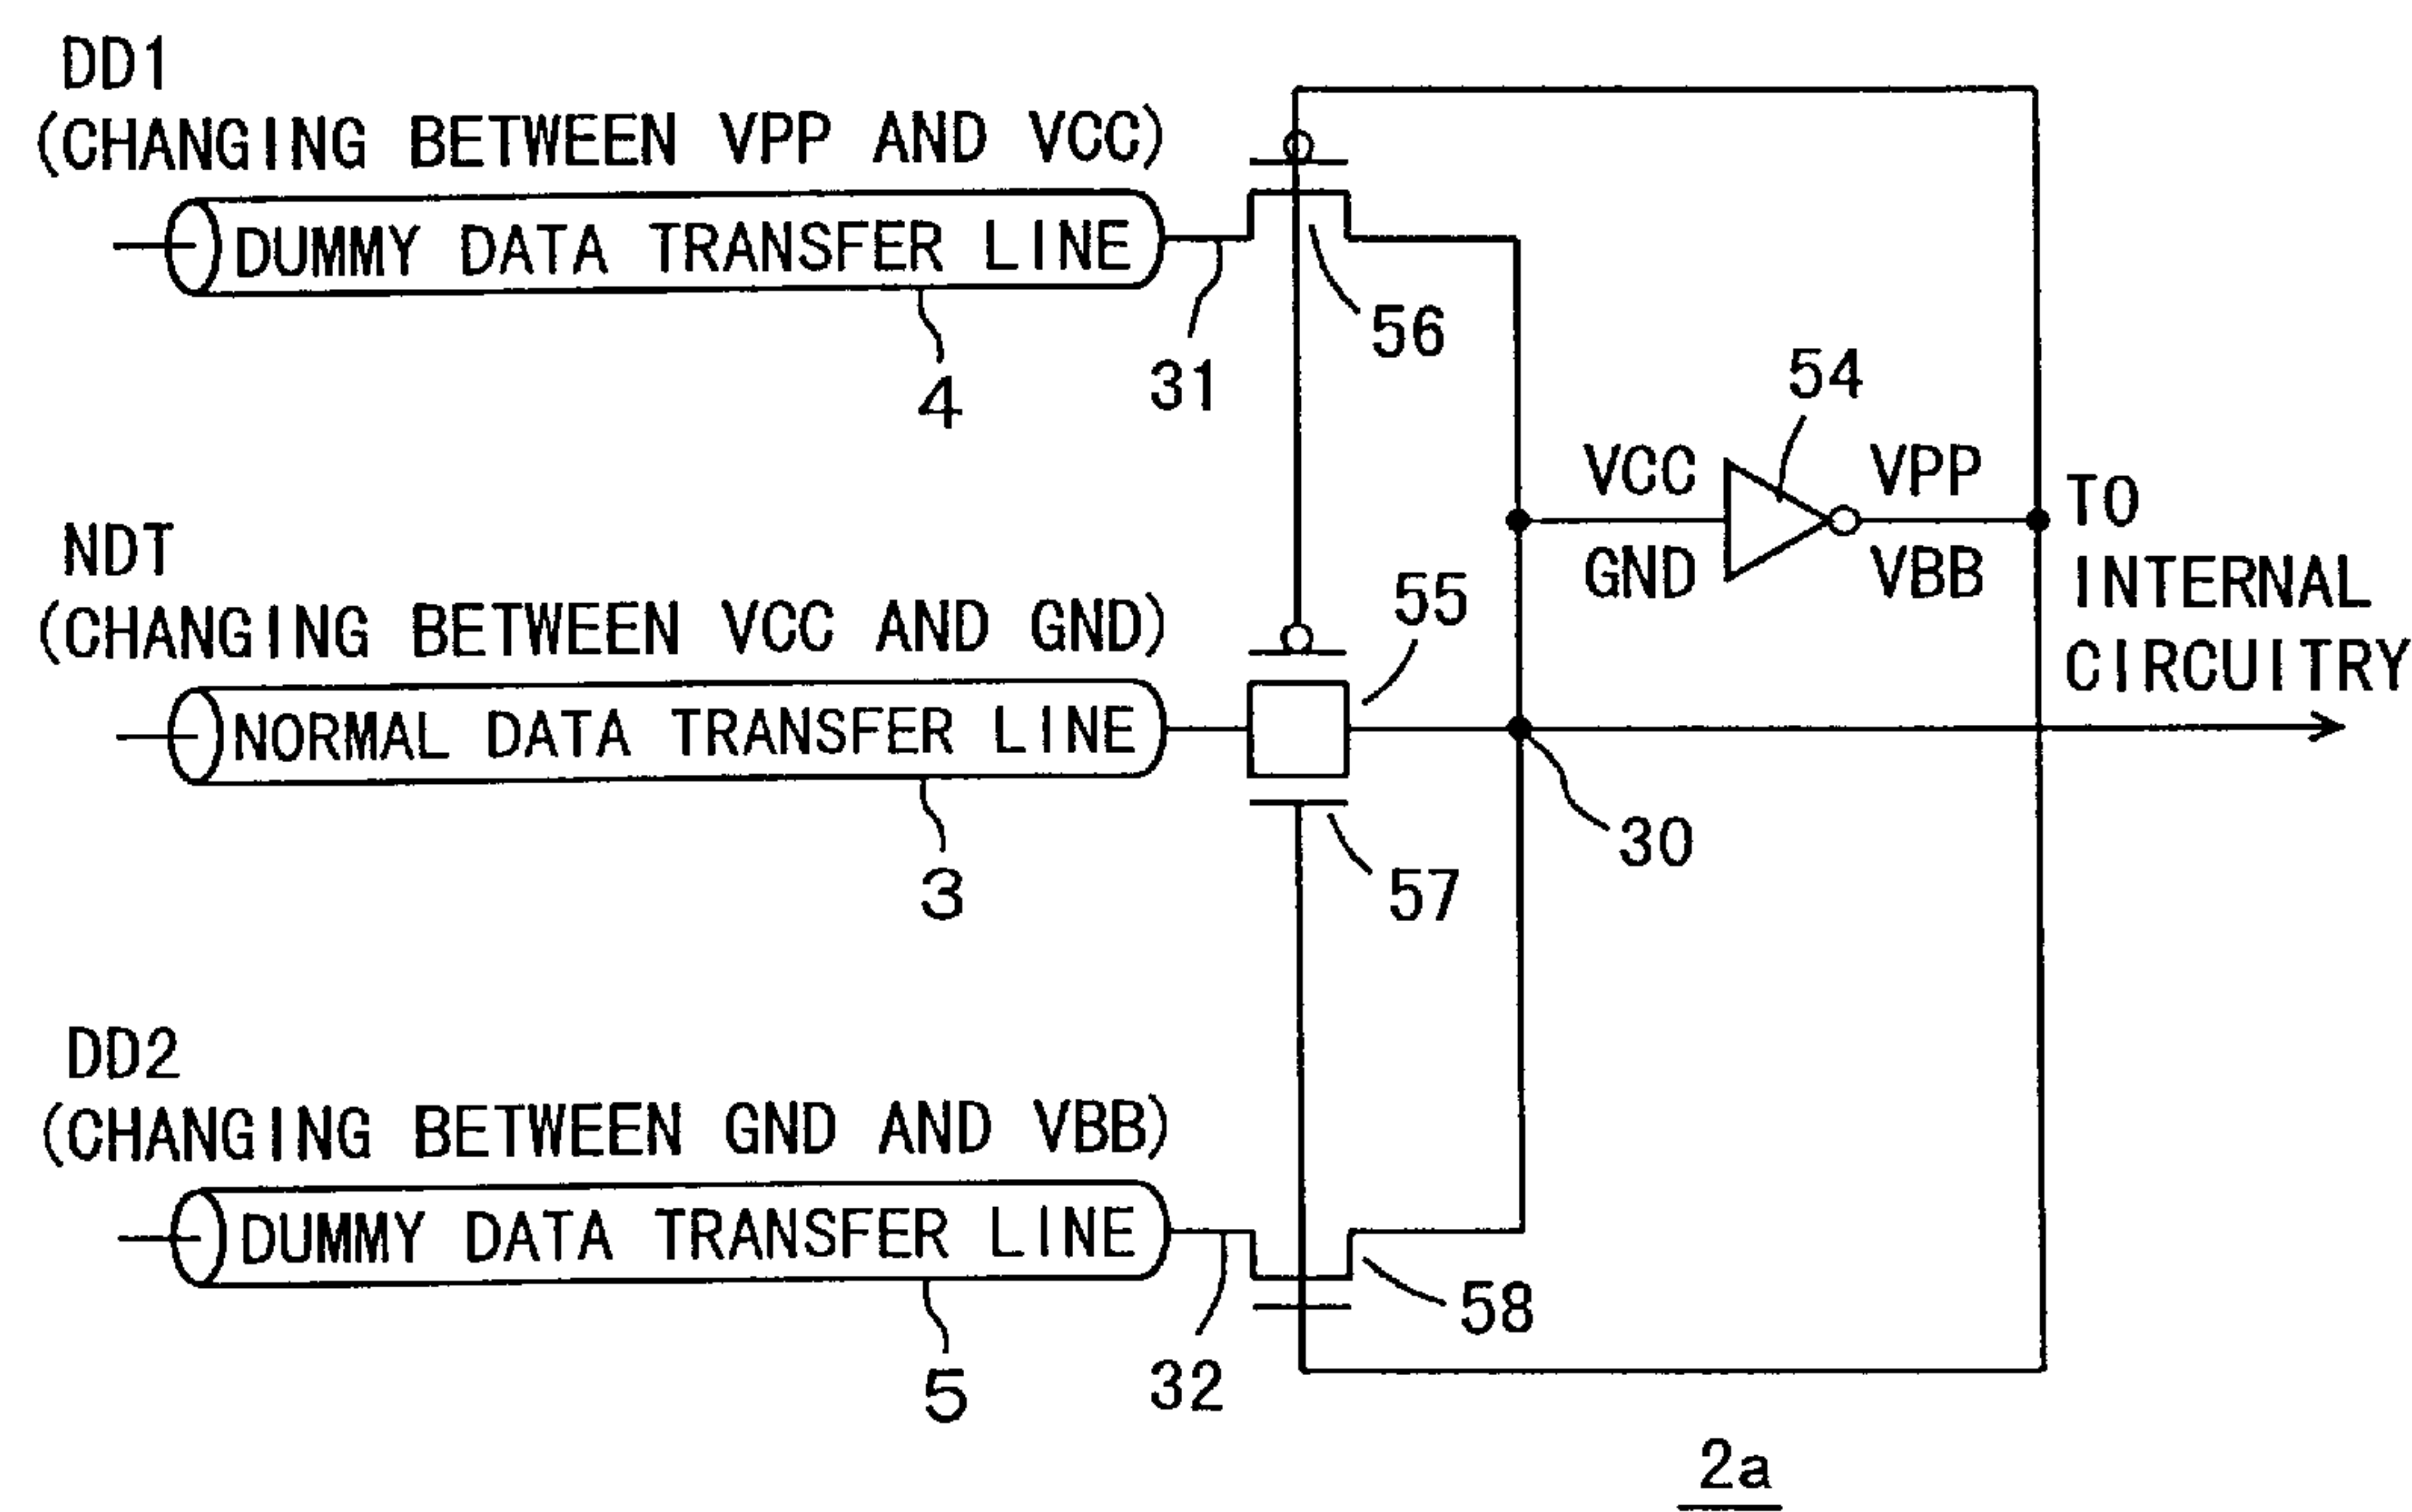 DD1
(CHANGING BETWEEN VPP AND VCC)
DUMMY DATA TRANSFER LINE
4
31
56
54
VCC
VPP
GND
VBB
TO
INTERNAL
CIRCUITRY
NDT
(CHANGING BETWEEN VCC AND GND)
55
NORMAL DATA TRANSFER LINE
3
57
30
DD2
(CHANGING BETWEEN GND AND VBB)
DUMMY DATA TRANSFER LINE
5
32
58
2a